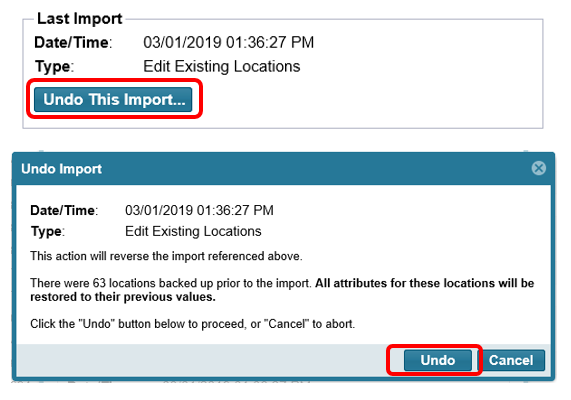 Last Import
Date/Time: 03/01/2019 01:36:27 PM
Type: Edit Existing Locations
Undo This Import...
Undo Import
Date/Time: 03/01/2019 01:36:27 PM
Type: Edit Existing Locations
This action will reverse the import referenced above.
There were 63 locations backed up prior to the import. All attributes for these locations will be
restored to their previous values.
Click the "Undo" button below to proceed, or "Cancel" to abort.
Undo Cancel